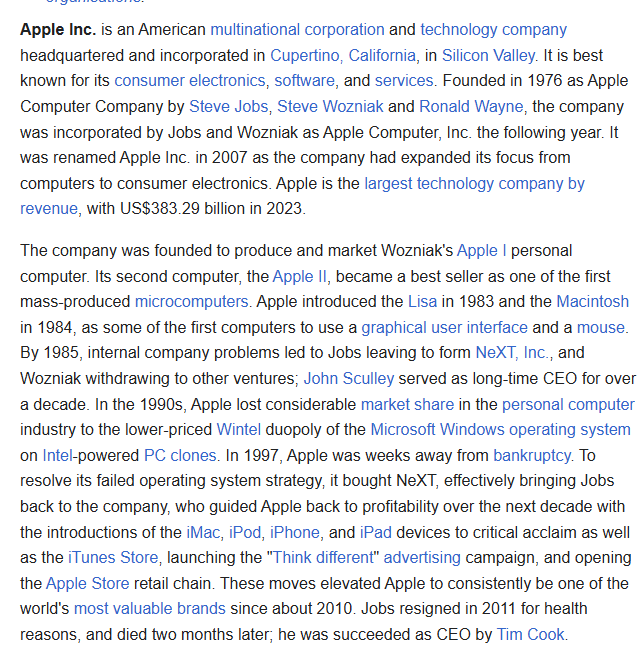 organisations.
Apple Inc. is an American multinational corporation and technology company
headquartered and incorporated in Cupertino, California, in Silicon Valley. It is best
known for its consumer electronics, software, and services. Founded in 1976 as Apple
Computer Company by Steve Jobs, Steve Wozniak and Ronald Wayne, the company
was incorporated by Jobs and Wozniak as Apple Computer, Inc. the following year. It
was renamed Apple Inc. in 2007 as the company had expanded its focus from
computers to consumer electronics. Apple is the largest technology company by
revenue, with US$383.29 billion in 2023.
The company was founded to produce and market Wozniak's Apple I personal
computer. Its second computer, the Apple II, became a best seller as one of the first
mass-produced microcomputers. Apple introduced the Lisa in 1983 and the Macintosh
in 1984, as some of the first computers to use a graphical user interface and a mouse.
By 1985, internal company problems led to Jobs leaving to form NeXT, Inc., and
Wozniak withdrawing to other ventures; John Sculley served as long-time CEO for over
a decade. In the 1990s, Apple lost considerable market share in the personal computer
industry to the lower-priced Wintel duopoly of the Microsoft Windows operating system
on Intel-powered PC clones. In 1997, Apple was weeks away from bankruptcy. To
resolve its failed operating system strategy, it bought NeXT, effectively bringing Jobs
back to the company, who guided Apple back to profitability over the next decade with
the introductions of the iMac, iPod, iPhone, and iPad devices to critical acclaim as well
as the iTunes Store, launching the "Think different" advertising campaign, and opening
the Apple Store retail chain. These moves elevated Apple to consistently be one of the
world's most valuable brands since about 2010. Jobs resigned in 2011 for health
reasons, and died two months later; he was succeeded as CEO by Tim Cook.